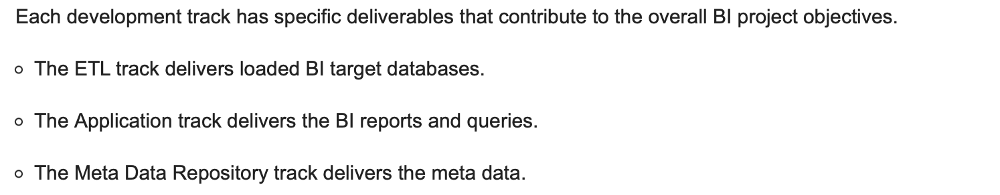 Each development track has specific deliverables that contribute to the overall BI project objectives.
○ The ETL track delivers loaded BI target databases.
○ The Application track delivers the BI reports and queries.
○ The Meta Data Repository track delivers the meta data.